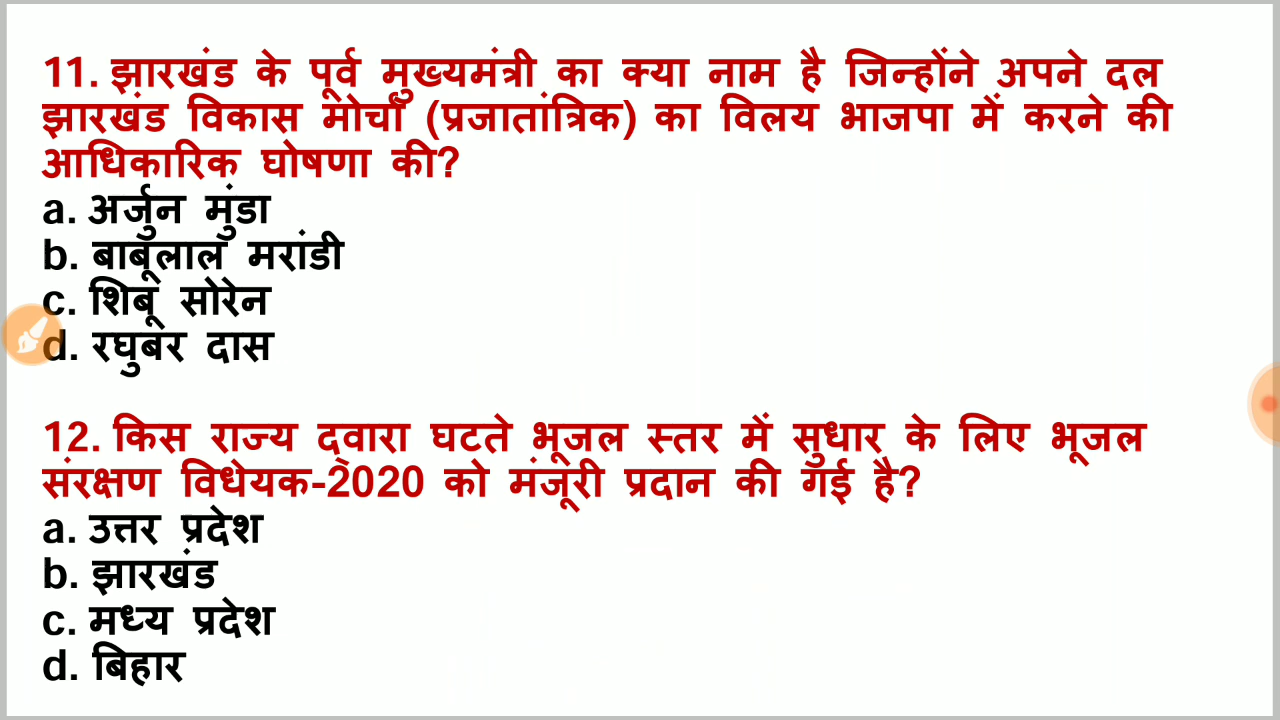 11. झारखंड के पूर्व मुख्यमंत्री का क्या नाम है जिन्होंने अपने दल
झारखंड विकास मोर्चा (प्रजातांत्रिक) का विलय भाजपा में करने की
आधिकारिक घोषणा की?
a. अर्जुन मुंडा
b. बाबूलाल मरांडी
c. शिबू सोरेन
d. रघुबर दास
12. किस राज्य द्वारा घटते भूजल स्तर में सुधार के लिए भूजल
संरक्षण विधेयक-2020 को मंजूरी प्रदान की गई है?
a. उत्तर प्रदेश
b. झारखंड
c. मध्य प्रदेश
d. बिहार